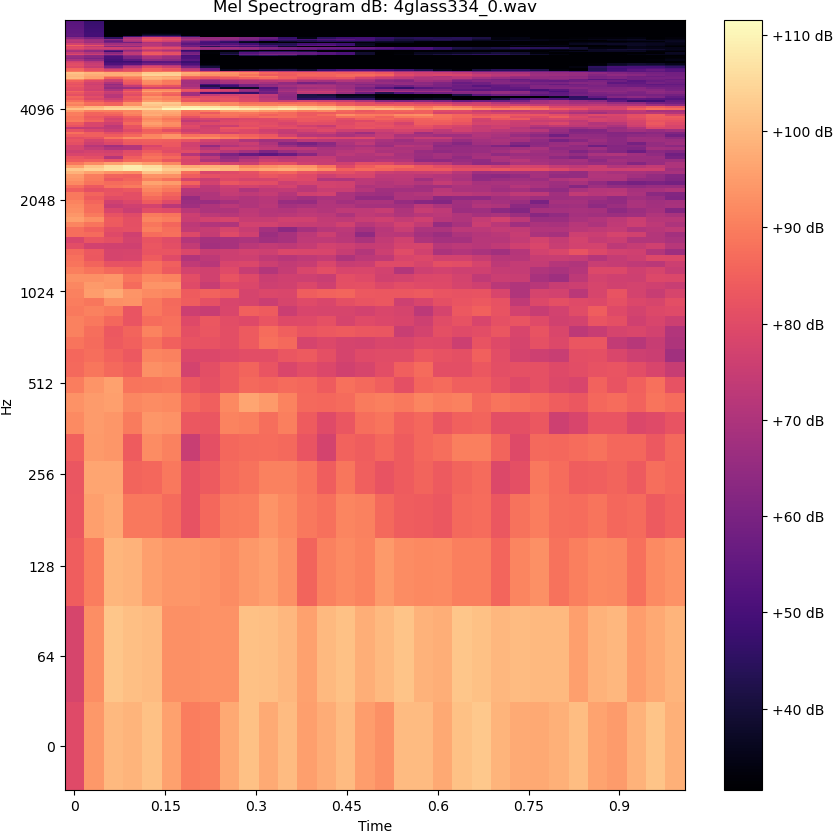 Mel Spectrogram dB: 4glass334_0.wav
+110 dB
+100 dB
+90 dB
+80 dB
+70 dB
+60 dB
+50 dB
+40 dB
4096
2048
1024
512
256
128
64
0
Hz
0 0.15 0.3 0.45 0.6 0.75 0.9
Time